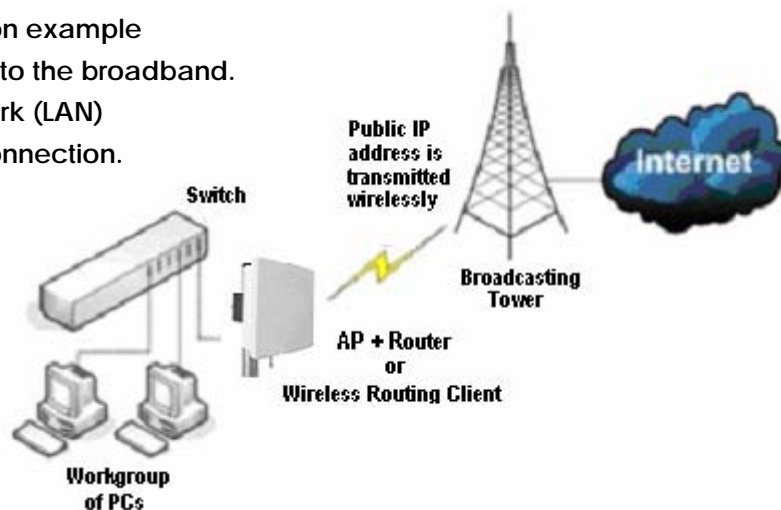 on example
to the broadband.
rk (LAN)
onnection.
Public IP
address is
transmitted
wirelessly
Internet
Switch
Broadcasting
Tower
AP + Router
or
Wireless Routing Client
Workgroup
of PCs